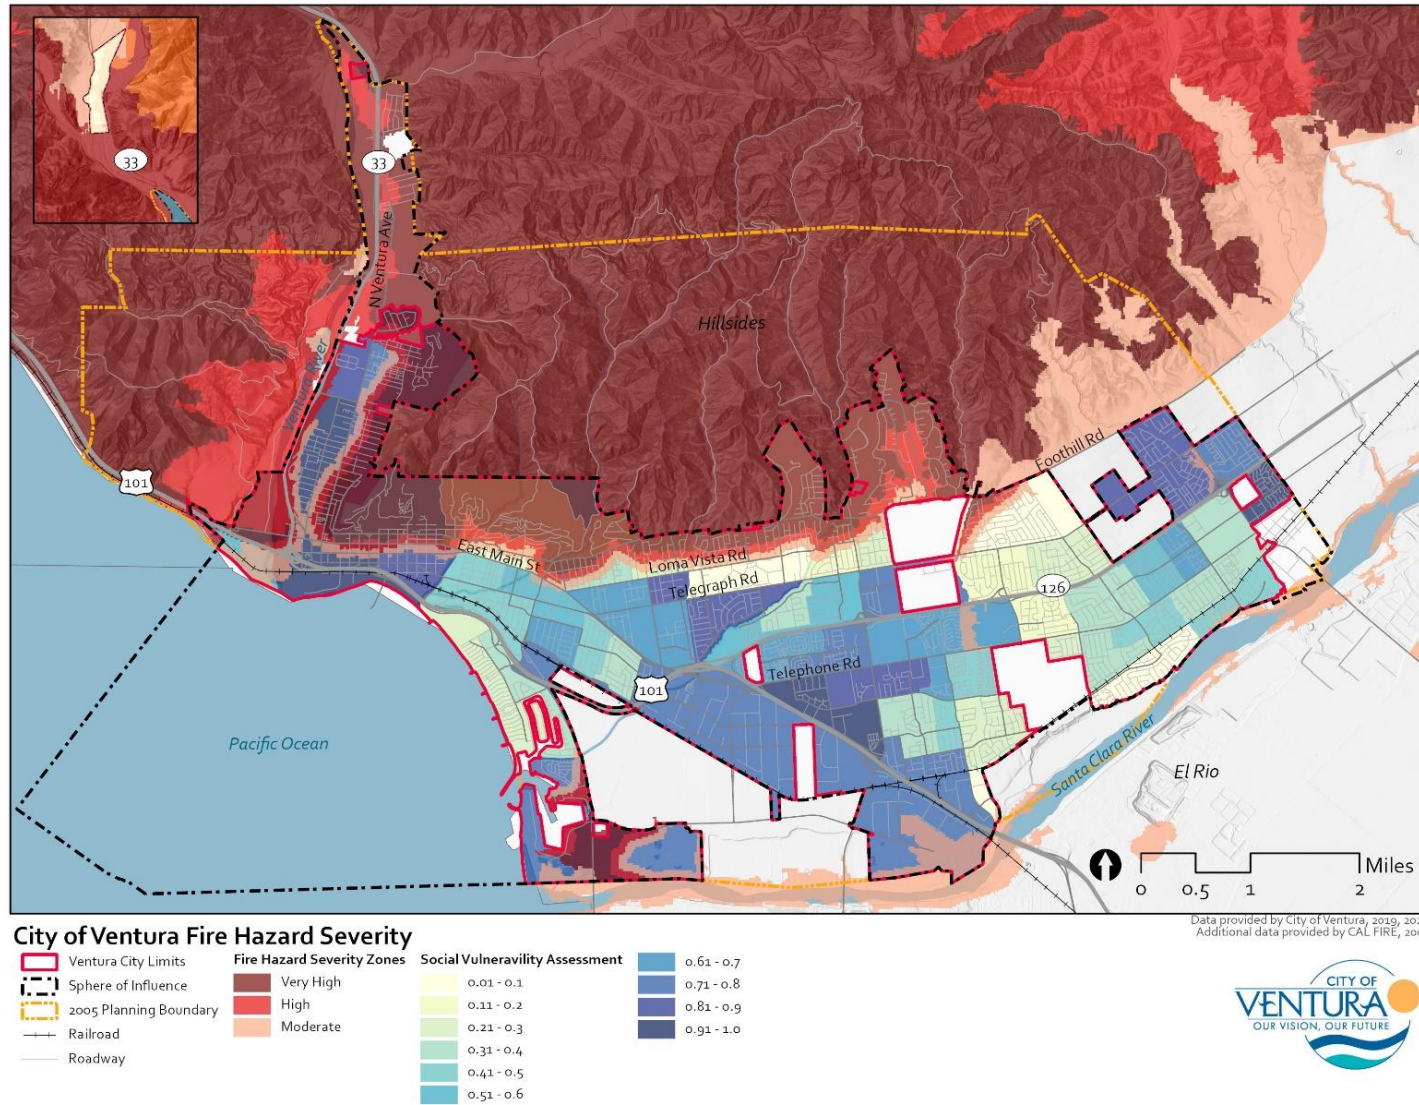 33
33
N Ventura Ave
Hillsides
Ventura River
101
Foothill Rd
East Main St
Loma Vista Rd
Telegraph Rd
126
Telephone Rd
101
Pacific Ocean
Santa Clara River
El Rio
0 0.5 1 2 Miles
Data provided by City of Ventura, 2019,
Additional data provided by CAL FIRE,
City of Ventura Fire Hazard Severity
Ventura City Limits
Sphere of Influence
2005 Planning Boundary
Railroad
Roadway
Fire Hazard Severity Zones
Very High
High
Moderate
Social Vulneravility Assessment
0.01 - 0.1
0.11 - 0.2
0.21 - 0.3
0.31 - 0.4
0.41 - 0.5
0.51 - 0.6
0.61 - 0.7
0.71 - 0.8
0.81 - 0.9
0.91 - 1.0
CITY OF
VENTURA
OUR VISION, OUR FUTURE